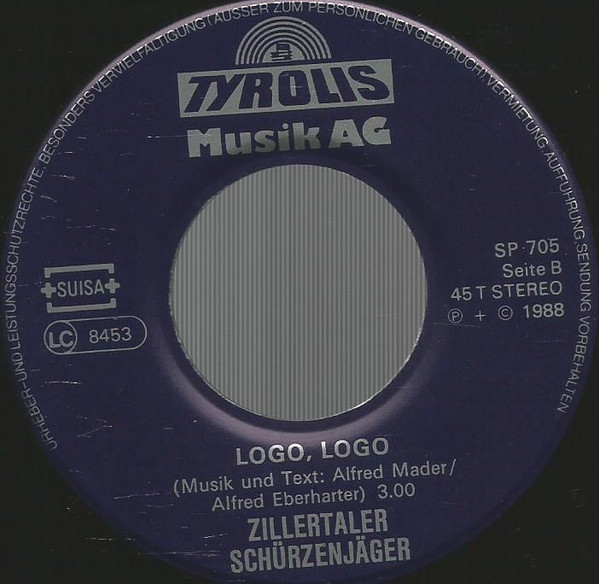 URHEBER- UND LEISTUNGSSCHUTZRECHTE, BESONDERS VERVIELFÄLTIGUNG (AUSSER ZUM PERSÖNLICHEN GEBRAUCH), VERMIETUNG, AUFFÜHRUNG, SENDUNG VORBEHALTEN
TYROLIS
Musik AG
SUISA
LC 8453
SP 705
Seite B
45 T STEREO
℗ + © 1988
LOGO, LOGO
(Musik und Text: Alfred Mader/
Alfred Eberharter) 3.00
ZILLERTALER
SCHÜRZENJÄGER